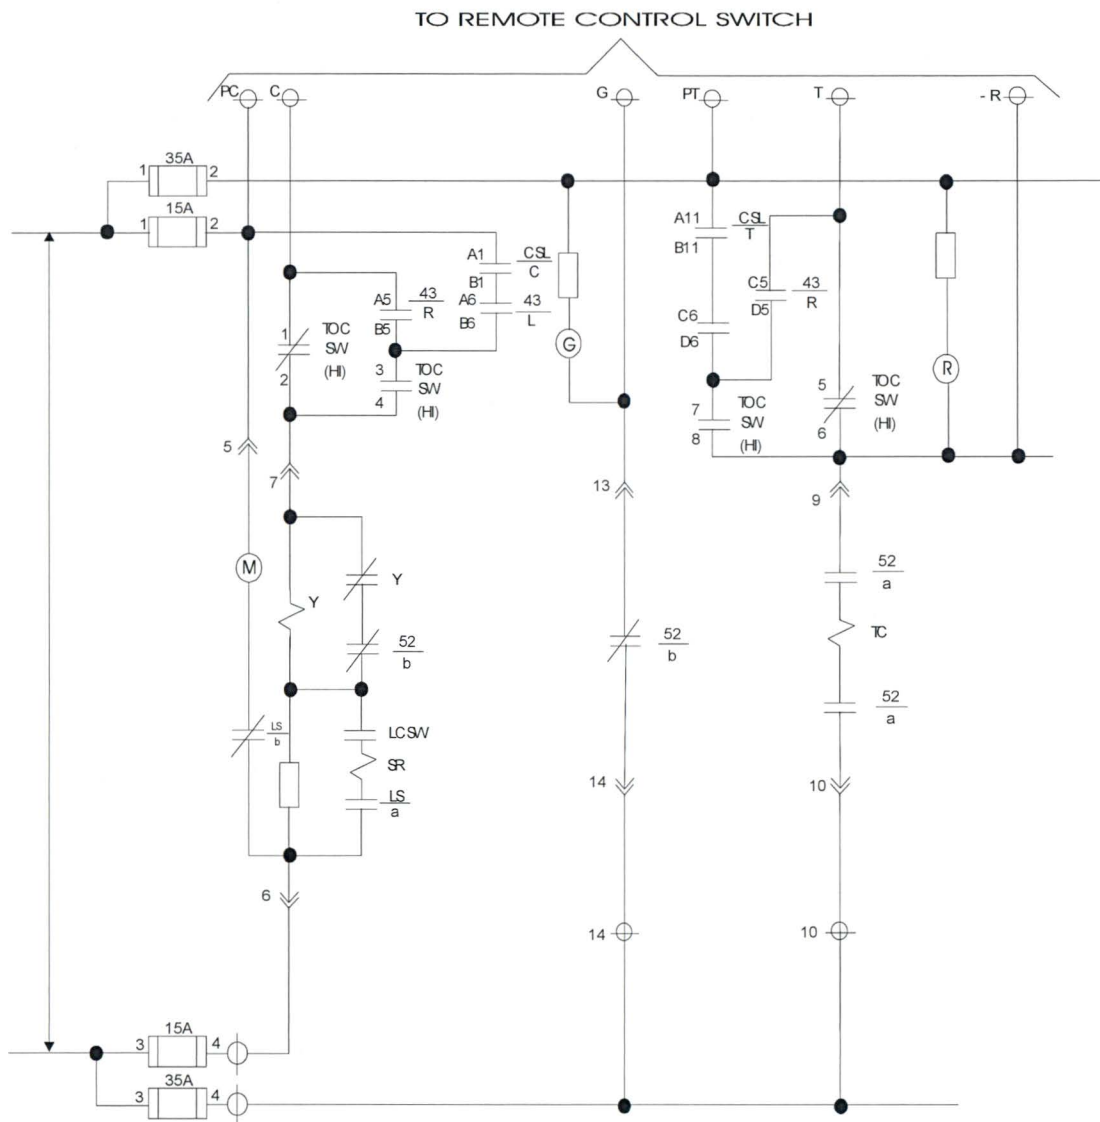 TO REMOTE CONTROL SWITCH
PC C G PT T - R
35A
1 2
15A
1 2
A1 CSL
C
B1
A11 CSL
T
B11
A5 43
R
B5
A6 43
L
B6
C5 43
R
D5
C6
D6
1 TOC
SW
(HI)
2
3 TOC
SW
(HI)
4
G
R
5 TOC
SW
(HI)
6
7 TOC
SW
(HI)
8
5
7
13
9
M
Y
Y
52
b
52
b
52
a
TC
52
a
LS
b
LCSW
SR
LS
a
14
10
6
14
10
15A
3 4
35A
3 4